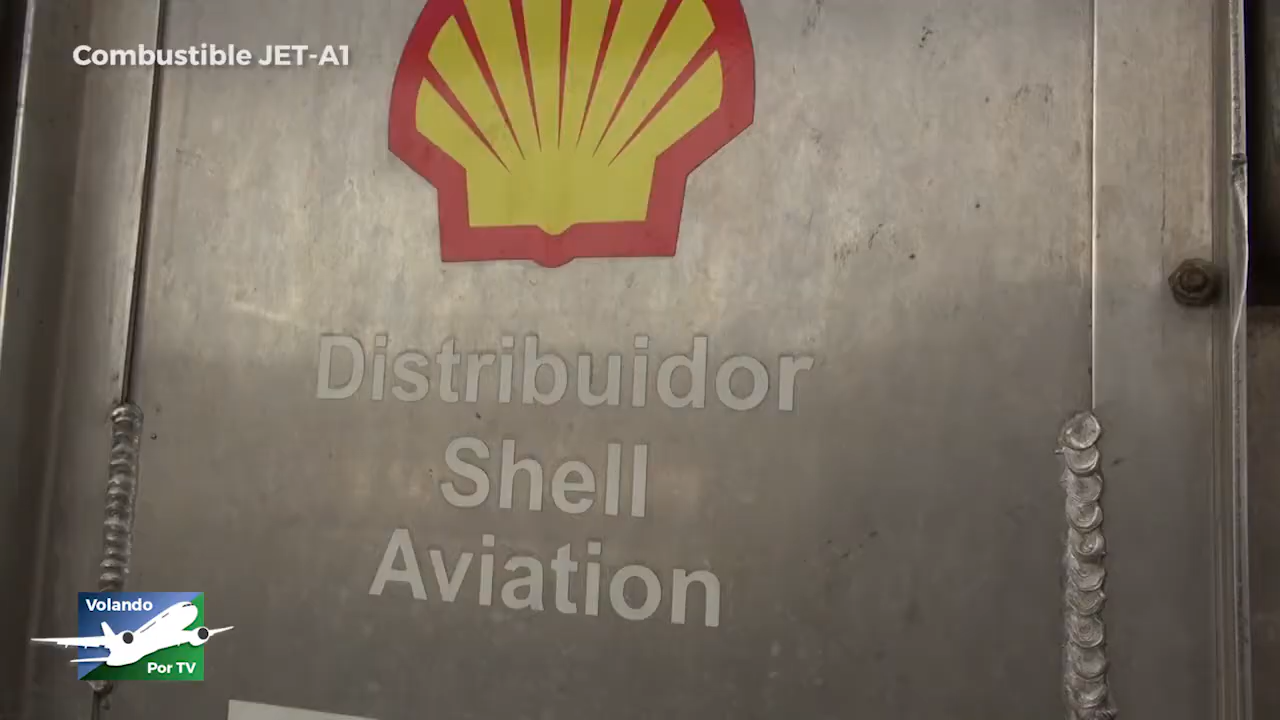 Combustible JET-A1
Distribuidor
Shell
Aviation
Volando
Por TV